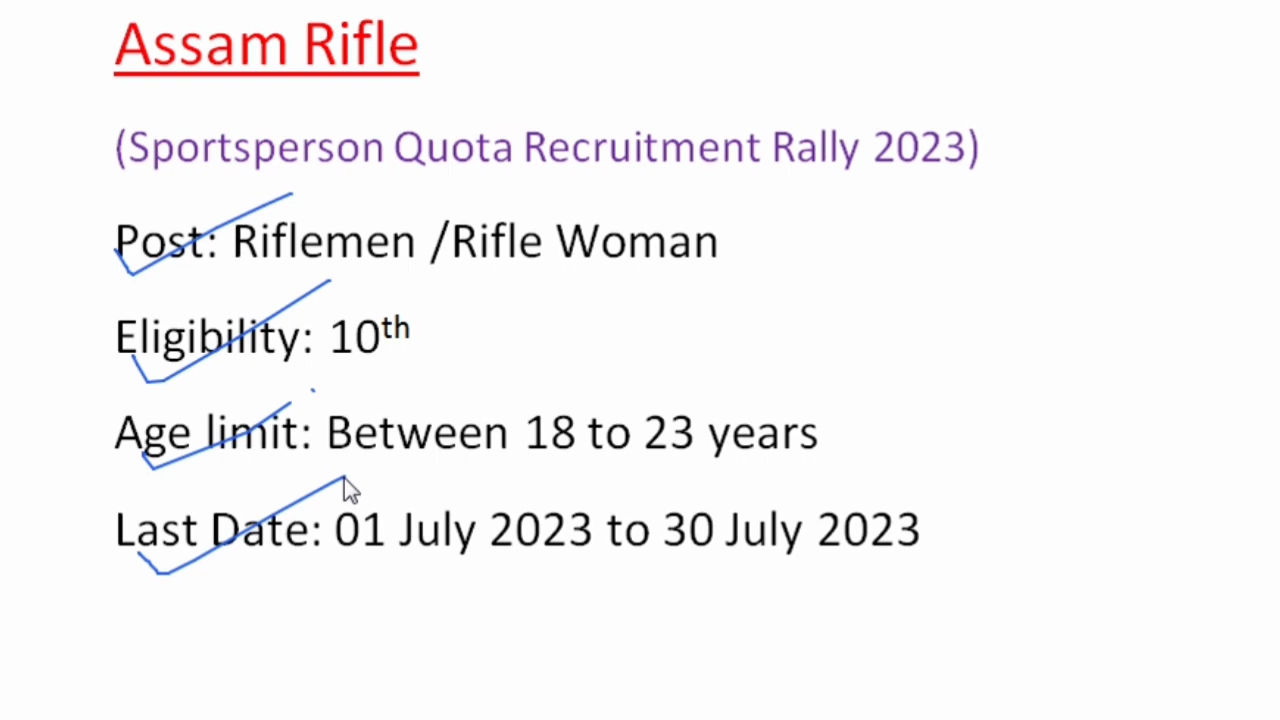 Assam Rifle
(Sportsperson Quota Recruitment Rally 2023)
Post: Riflemen /Rifle Woman
Eligibility: 10th
Age limit: Between 18 to 23 years
Last Date: 01 July 2023 to 30 July 2023